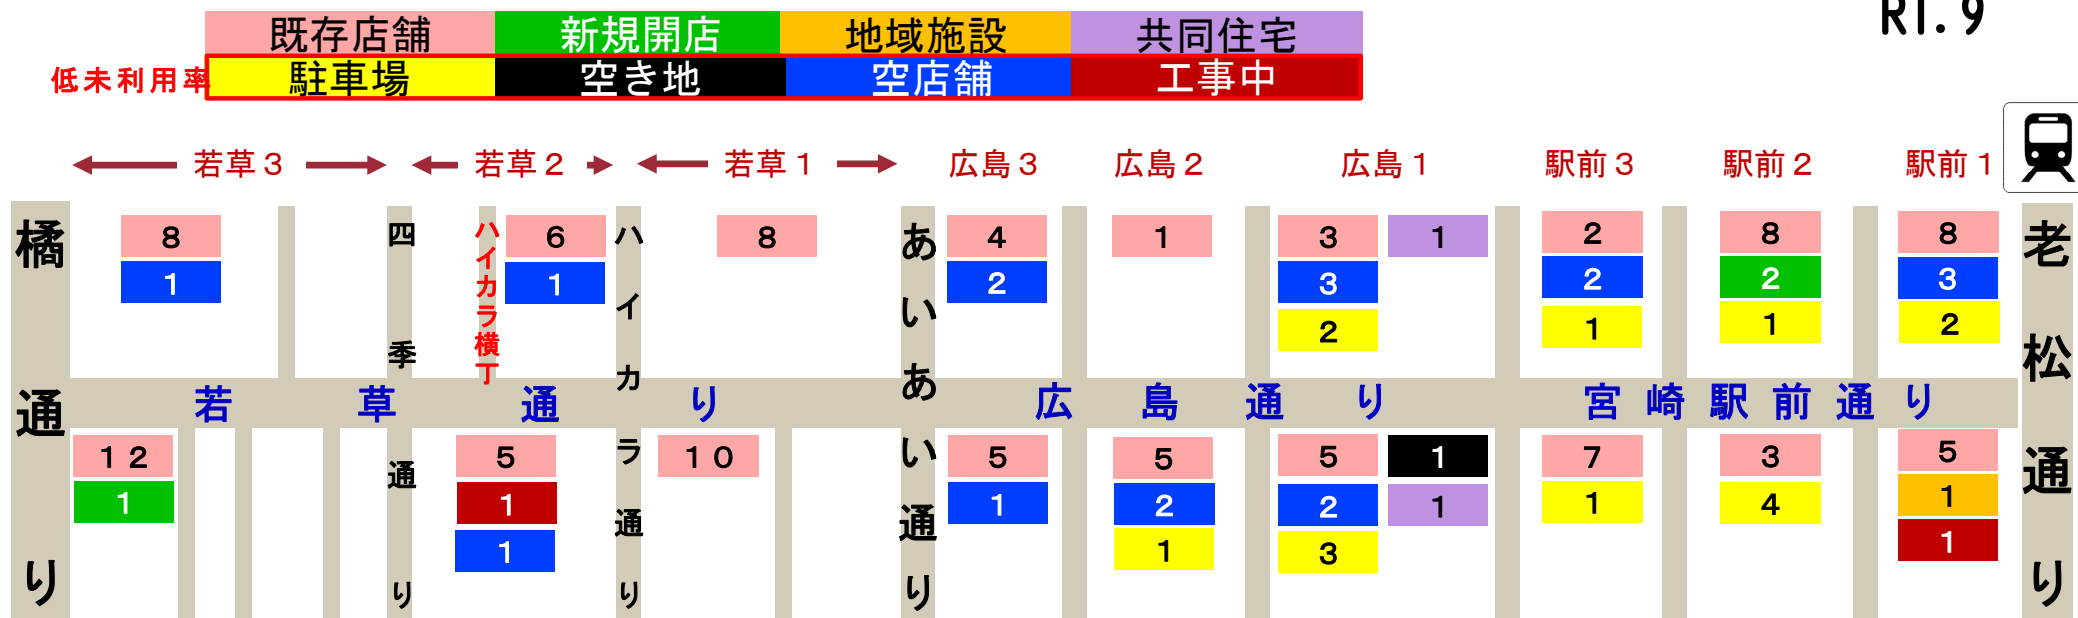 R1.9
既存店舗 新規開店 地域施設 共同住宅
低未利用率 駐車場 空き地 空店舗 工事中
若草3 若草2 若草1 広島3 広島2 広島1 駅前3 駅前2 駅前1
橘通り
四季通り
ハイカラ横丁
ハイカラ通り
あいあい通り
老松通り
8 6 8 4 1 3 1 2 8 8
1 1 2 3 2 2 3
2 1 1 2
若草通り 広島通り 宮崎駅前通り
12 5 10 5 5 5 1 7 3 5
1 1 1 2 2 1 1 4 1
1 1 3 1